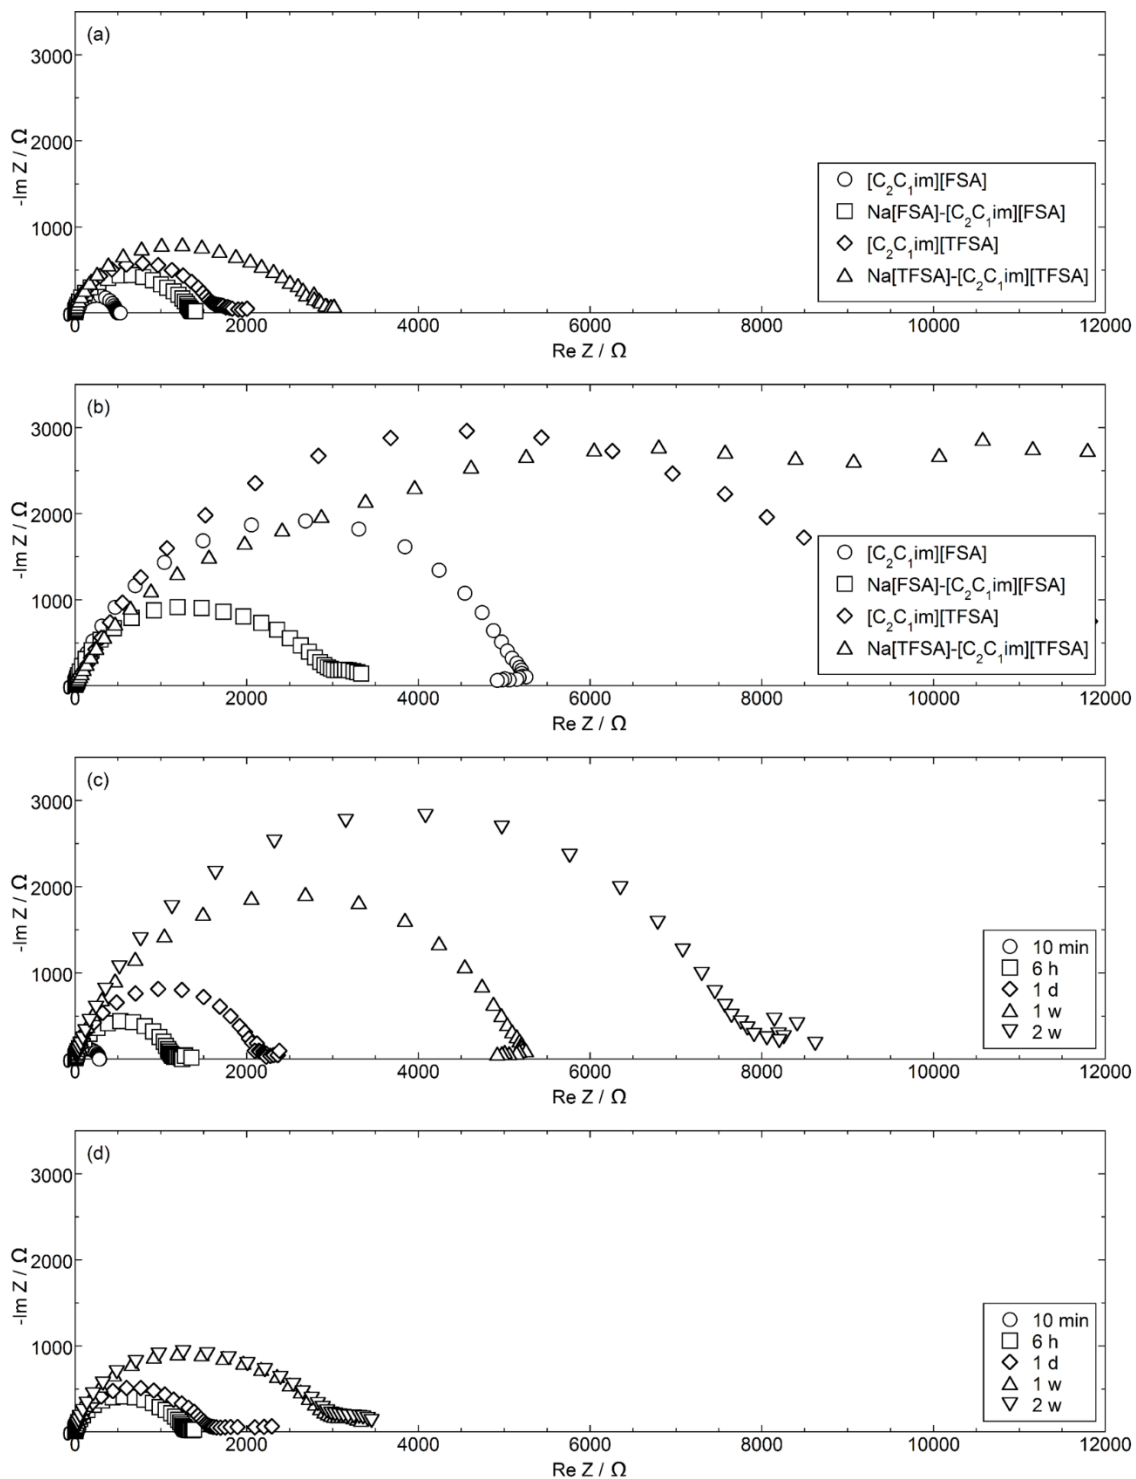 (a)
3000
2000
1000
0
-Im Z / Ω
[C₂C₁im][FSA]
Na[FSA]-[C₂C₁im][FSA]
[C₂C₁im][TFSA]
Na[TFSA]-[C₂C₁im][TFSA]
0 2000 4000 6000 8000 10000 12000
Re Z / Ω
(b)
3000
2000
1000
0
-Im Z / Ω
[C₂C₁im][FSA]
Na[FSA]-[C₂C₁im][FSA]
[C₂C₁im][TFSA]
Na[TFSA]-[C₂C₁im][TFSA]
0 2000 4000 6000 8000 10000 12000
Re Z / Ω
(c)
3000
2000
1000
0
-Im Z / Ω
10 min
6 h
1 d
1 w
2 w
0 2000 4000 6000 8000 10000 12000
Re Z / Ω
(d)
3000
2000
1000
0
-Im Z / Ω
10 min
6 h
1 d
1 w
2 w
0 2000 4000 6000 8000 10000 12000
Re Z / Ω